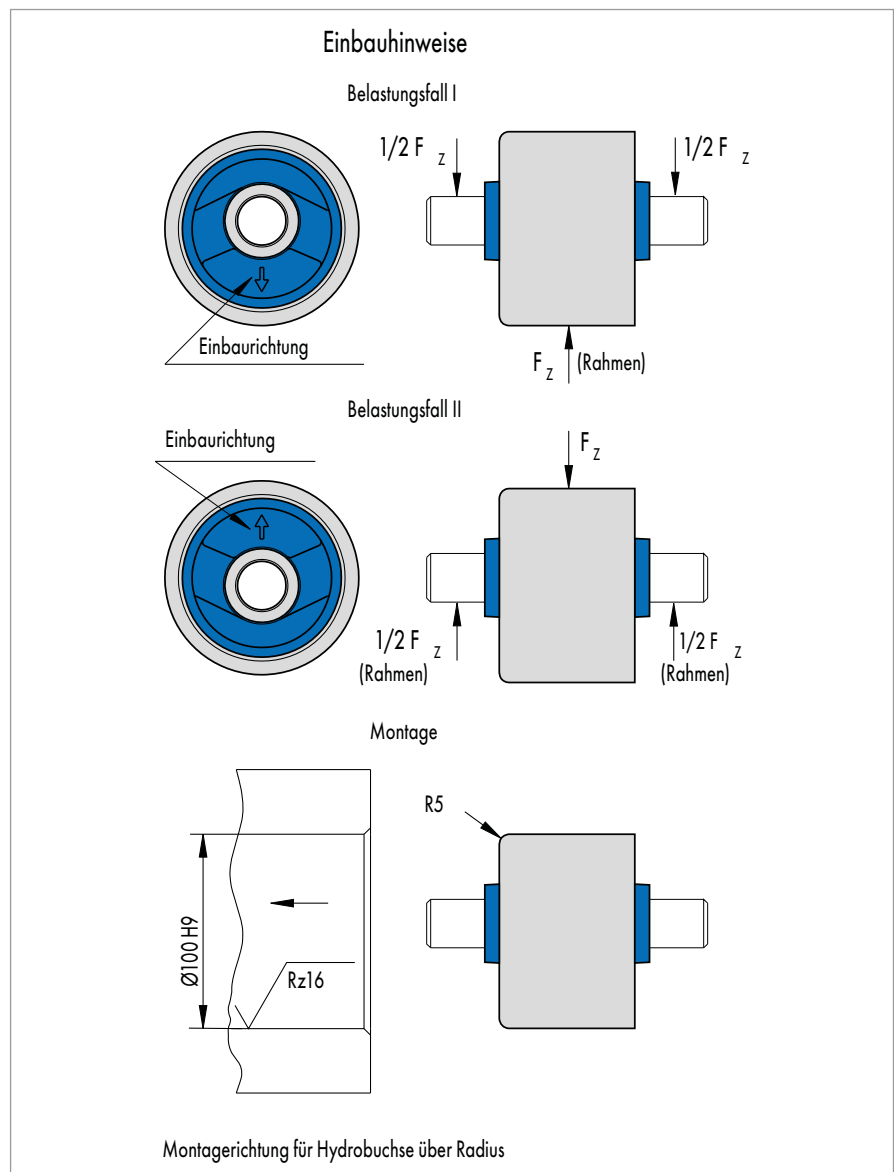 Einbauhinweise
Belastungsfall I
1/2 F z
1/2 F z
Einbaurichtung
F z (Rahmen)
Belastungsfall II
Einbaurichtung
F z
1/2 F z
(Rahmen)
1/2 F z
(Rahmen)
Montage
R5
Ø100 H9
Rz16
Montagerichtung für Hydrobuchse über Radius